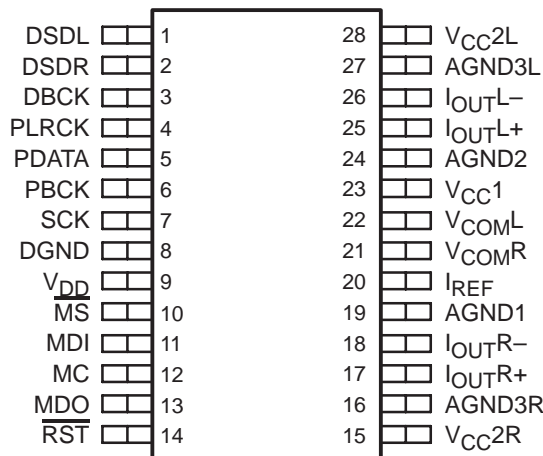 DSDL 1 28 VCC2L
DSDR 2 27 AGND3L
DBCK 3 26 IOUTL–
PLRCK 4 25 IOUTL+
PDATA 5 24 AGND2
PBCK 6 23 VCC1
SCK 7 22 VCOML
DGND 8 21 VCOMR
VDD 9 20 IREF
MS 10 19 AGND1
MDI 11 18 IOUTR–
MC 12 17 IOUTR+
MDO 13 16 AGND3R
RST 14 15 VCC2R